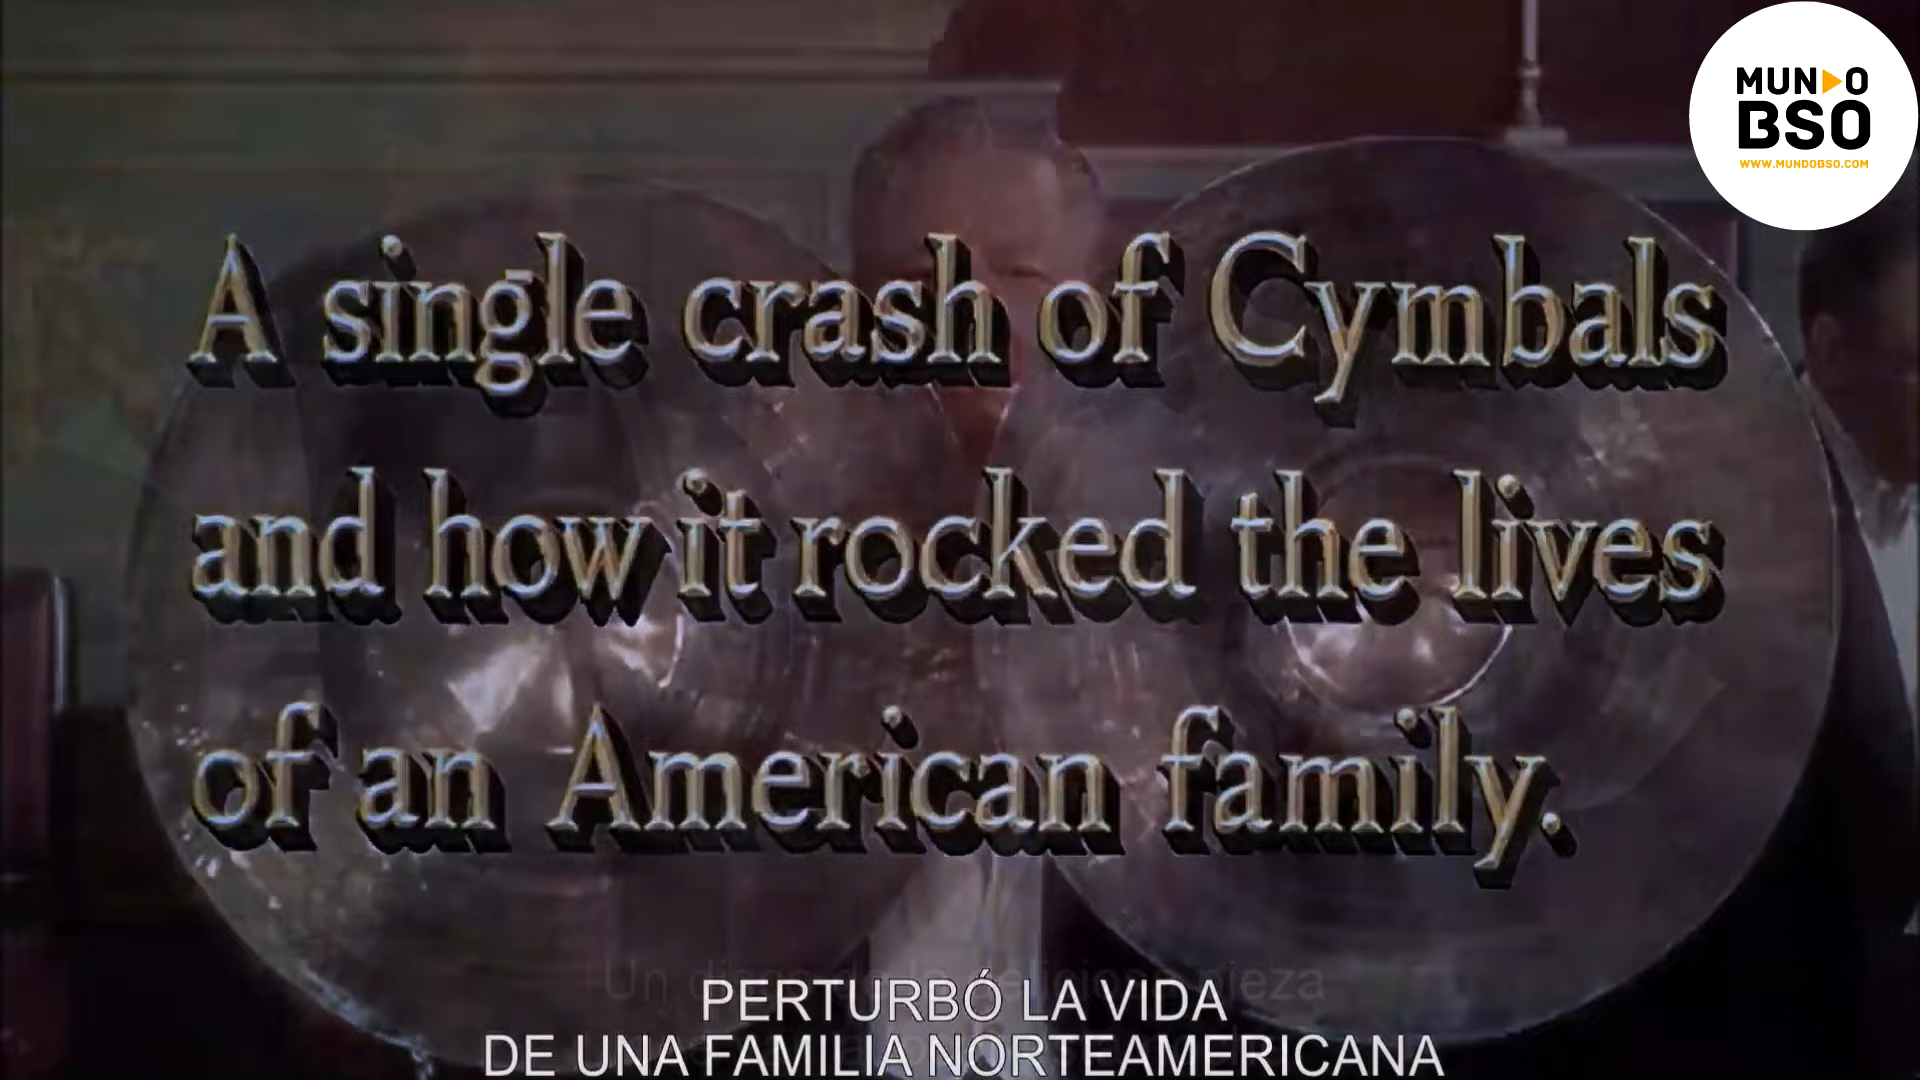 MUNDO
BSO
WWW.MUNDOBSO.COM
A single crash of Cymbals
and how it rocked the lives
of an American family.
PERTURBÓ LA VIDA
DE UNA FAMILIA NORTEAMERICANA